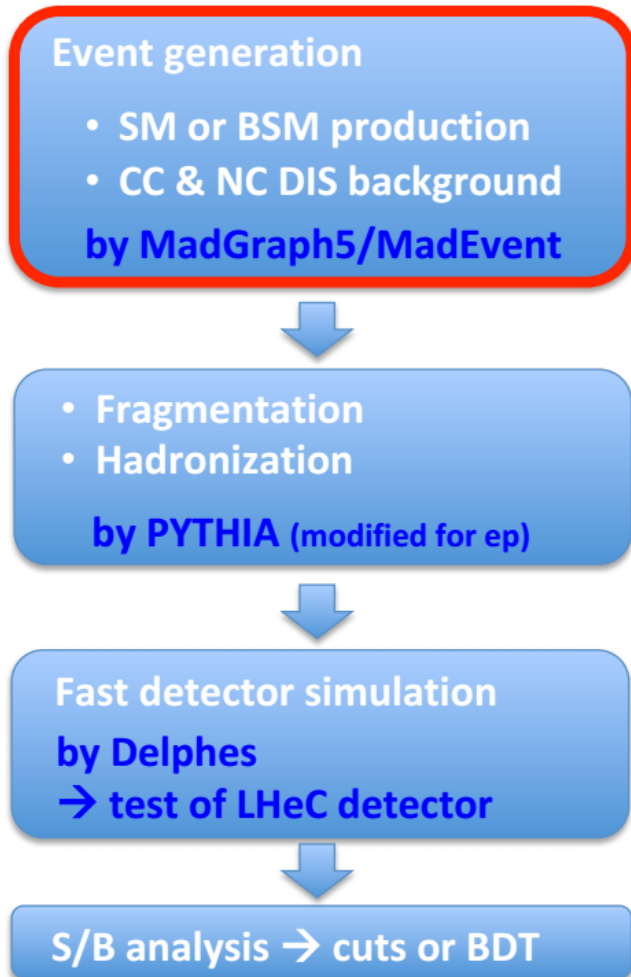 Event generation
• SM or BSM production
• CC & NC DIS background
by MadGraph5/MadEvent
• Fragmentation
• Hadronization
by PYTHIA (modified for ep)
Fast detector simulation
by Delphes
→ test of LHeC detector
S/B analysis → cuts or BDT